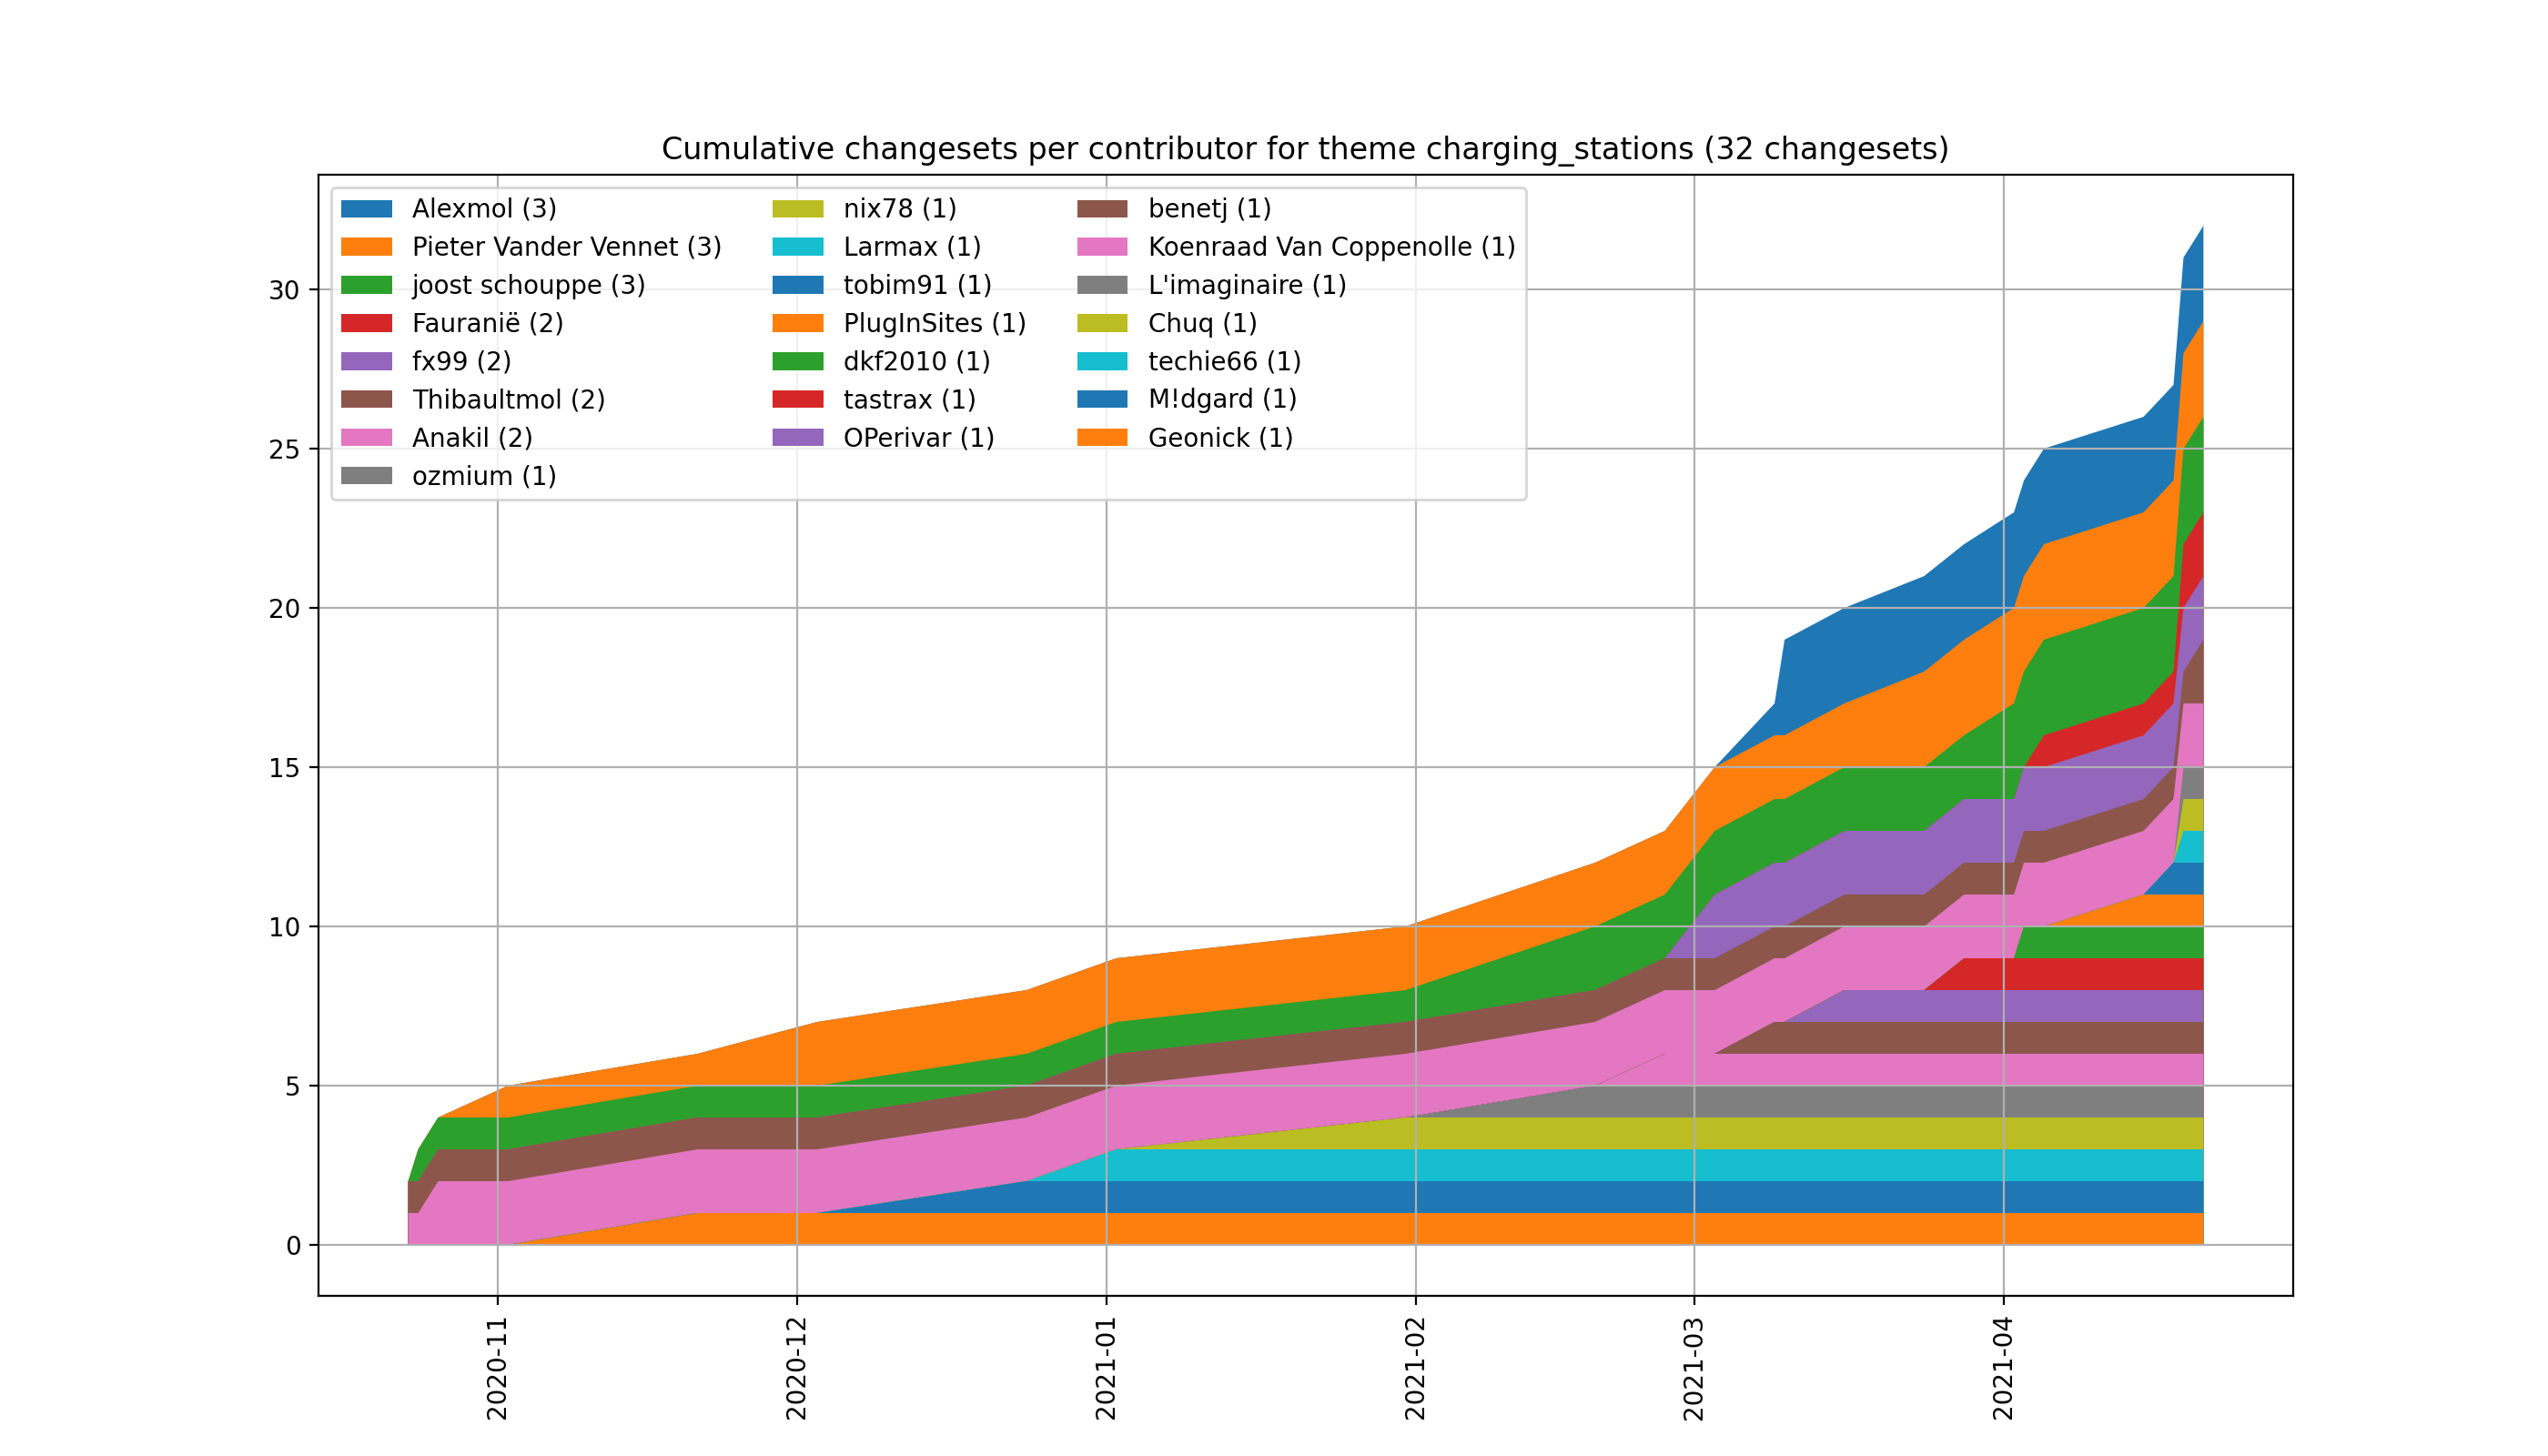 Cumulative changesets per contributor for theme charging_stations (32 changesets)
Alexmol (3)
Pieter Vander Vennet (3)
joost schouppe (3)
Fauranië (2)
fx99 (2)
Thibaultmol (2)
Anakil (2)
ozmium (1)
nix78 (1)
Larmax (1)
tobim91 (1)
PlugInSites (1)
dkf2010 (1)
tastrax (1)
OPerivar (1)
benetj (1)
Koenraad Van Coppenolle (1)
L'imaginaire (1)
Chuq (1)
techie66 (1)
M!dgard (1)
Geonick (1)
30
25
20
15
10
5
0
2020-11
2020-12
2021-01
2021-02
2021-03
2021-04